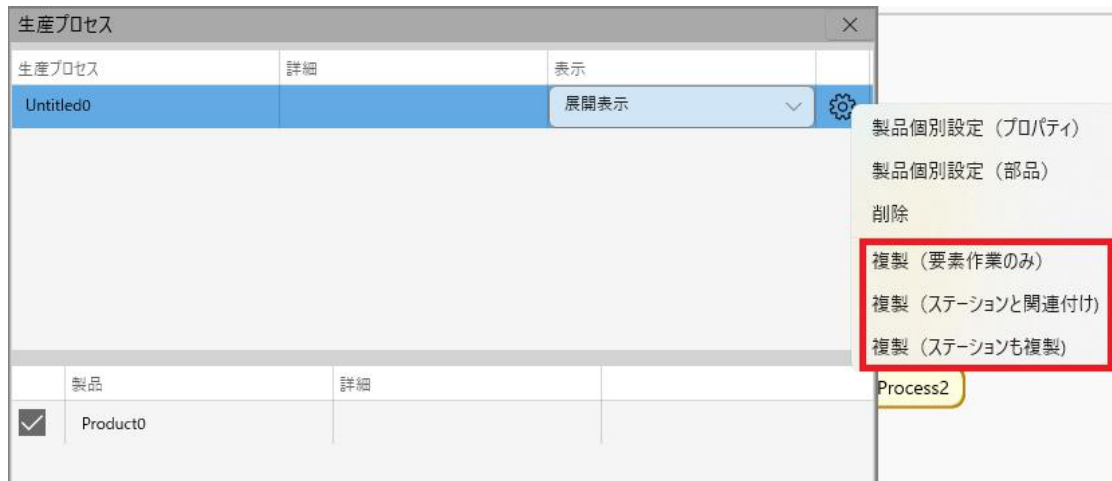 生産プロセス
生産プロセス 詳細 表示
Untitled0 展開表示
製品個別設定（プロパティ）
製品個別設定（部品）
削除
複製（要素作業のみ）
複製（ステーションと関連付け)
複製（ステーションも複製)
製品 詳細
Product0
Process2